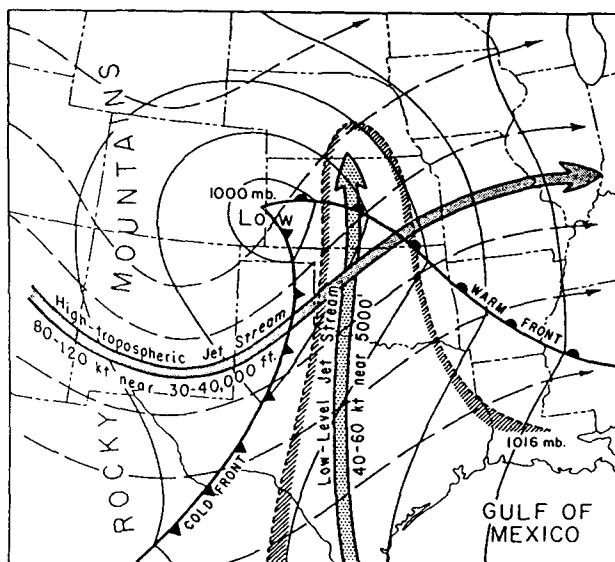 ROCKY MOUNTAINS
1000 mb.
Low
High-tropospheric Jet Stream
80-120 kt near 30-40,000 ft.
Low-Level Jet Stream
40-60 kt near 5000'
WARM FRONT
COLD FRONT
1016 mb.
GULF OF
MEXICO